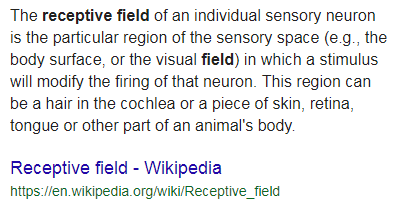 The receptive field of an individual sensory neuron
is the particular region of the sensory space (e.g., the
body surface, or the visual field) in which a stimulus
will modify the firing of that neuron. This region can
be a hair in the cochlea or a piece of skin, retina,
tongue or other part of an animal's body.
Receptive field - Wikipedia
https://en.wikipedia.org/wiki/Receptive_field